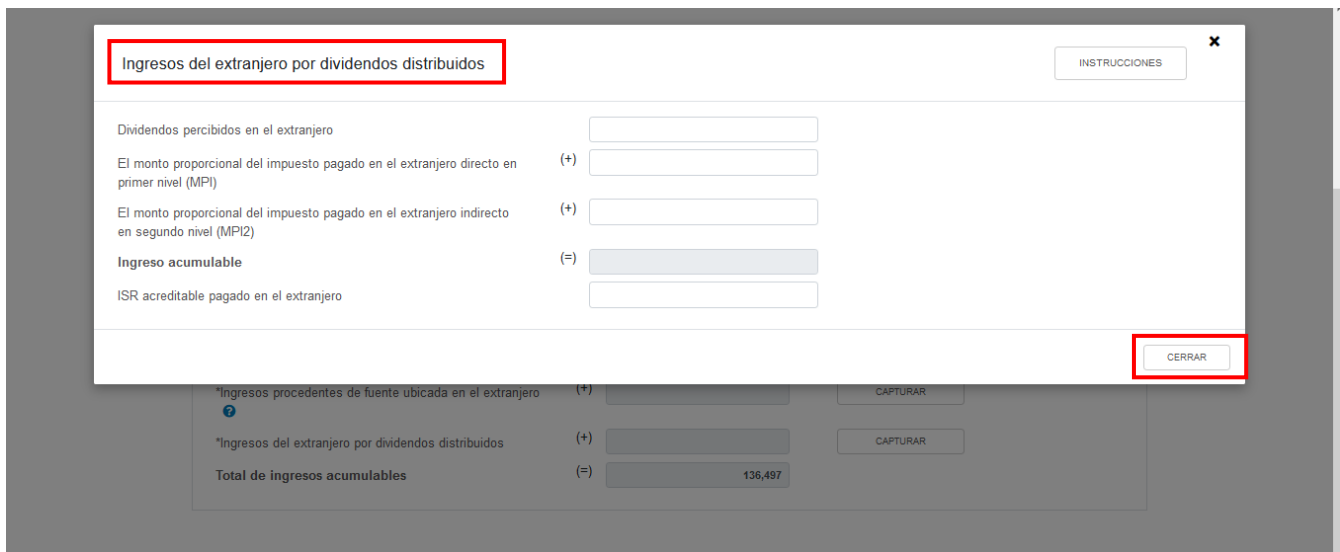 Ingresos del extranjero por dividendos distribuidos
INSTRUCCIONES
×
Dividendos percibidos en el extranjero
El monto proporcional del impuesto pagado en el extranjero directo en (+)
primer nivel (MPI)
El monto proporcional del impuesto pagado en el extranjero indirecto (+)
en segundo nivel (MPI2)
Ingreso acumulable (=)
ISR acreditable pagado en el extranjero
CERRAR
*Ingresos procedentes de fuente ubicada en el extranjero (+) CAPTURAR
?
*Ingresos del extranjero por dividendos distribuidos (+) CAPTURAR
Total de ingresos acumulables (=) 136,497